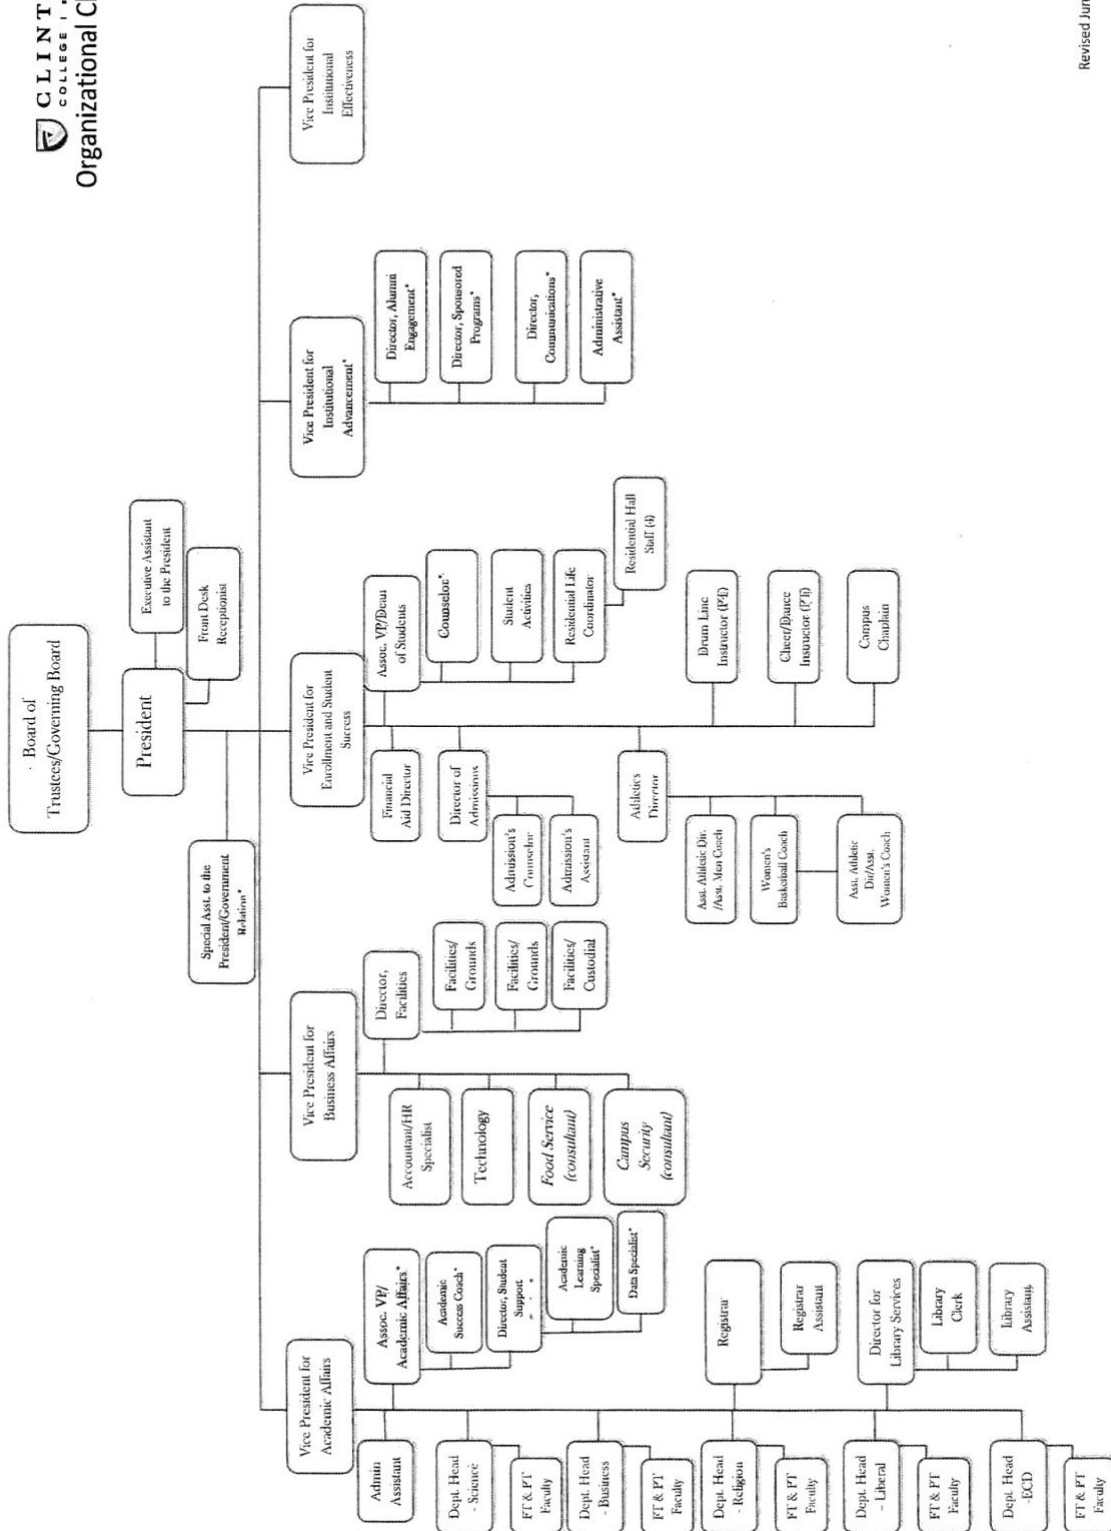 CLINT
COLLEGE
Organizational C
Board of
Trustees/Governing Board
President
Executive Assistant
to the President
Front Desk
Receptionist
Special Asst. to the
President/Government
Relation*
Vice President for
Academic Affairs
Vice President for
Business Affairs
Vice President for
Enrollment and Student
Success
Vice President for
Institutional
Advancement*
Vice President for
Institutional
Effectiveness
Admin
Assistant
Dept. Head
- Science
FT & PT
Faculty
Dept. Head
- Business
FT & PT
Faculty
Dept. Head
- Religion
FT & PT
Faculty
Dept. Head
– Liberal
FT & PT
Faculty
Dept. Head
-ECD
FT & PT
Faculty
Assoc. VP/
Academic Affairs*
Academic
Success Coach*
Director, Student
Support
Academic
Learning
Specialist*
Data Specialist*
Registrar
Registrar
Assistant
Director for
Library Services
Library
Clerk
Library
Assistant
Accountant/HR
Specialist
Technology
Food Service
(consultant)
Campus
Security
(consultant)
Director,
Facilities
Facilities/
Grounds
Facilities/
Grounds
Facilities/
Custodial
Financial
Aid Director
Director of
Admissions
Admission's
Counselor
Admission's
Assistant
Athletics
Director
Asst. Athletic Dir.
/Asst. Men Coach
Women's
Basketball Coach
Asst. Athletic
Dir/Asst.
Women's Coach
Assoc. VP/Dean
of Students
Counselor*
Student
Activities
Residential Life
Coordinator
Residential Hall
Staff (4)
Drum Line
Instructor (PT)
Cheer/Dance
Instructor (PT)
Campus
Chaplain
Director, Alumni
Engagement*
Director, Sponsored
Programs*
Director,
Communications*
Administrative
Assistant*
Revised Jun